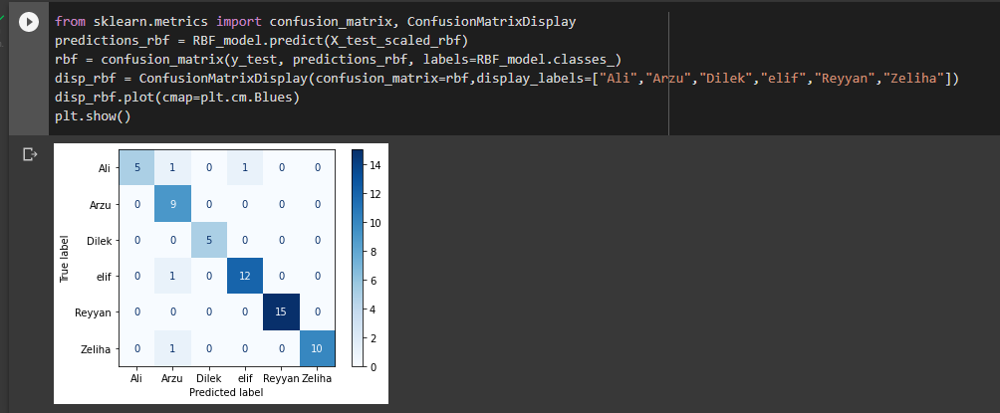 from sklearn.metrics import confusion_matrix, ConfusionMatrixDisplay
predictions_rbf = RBF_model.predict(X_test_scaled_rbf)
rbf = confusion_matrix(y_test, predictions_rbf, labels=RBF_model.classes_)
disp_rbf = ConfusionMatrixDisplay(confusion_matrix=rbf,display_labels=["Ali","Arzu","Dilek","elif","Reyyan","Zeliha"])
disp_rbf.plot(cmap=plt.cm.Blues)
plt.show()
True label
Ali 5 1 0 1 0 0
Arzu 0 9 0 0 0 0
Dilek 0 0 5 0 0 0
elif 0 1 0 12 0 0
Reyyan 0 0 0 0 15 0
Zeliha 0 1 0 0 0 10
Ali Arzu Dilek elif Reyyan Zeliha
Predicted label
14
12
10
8
6
4
2
0